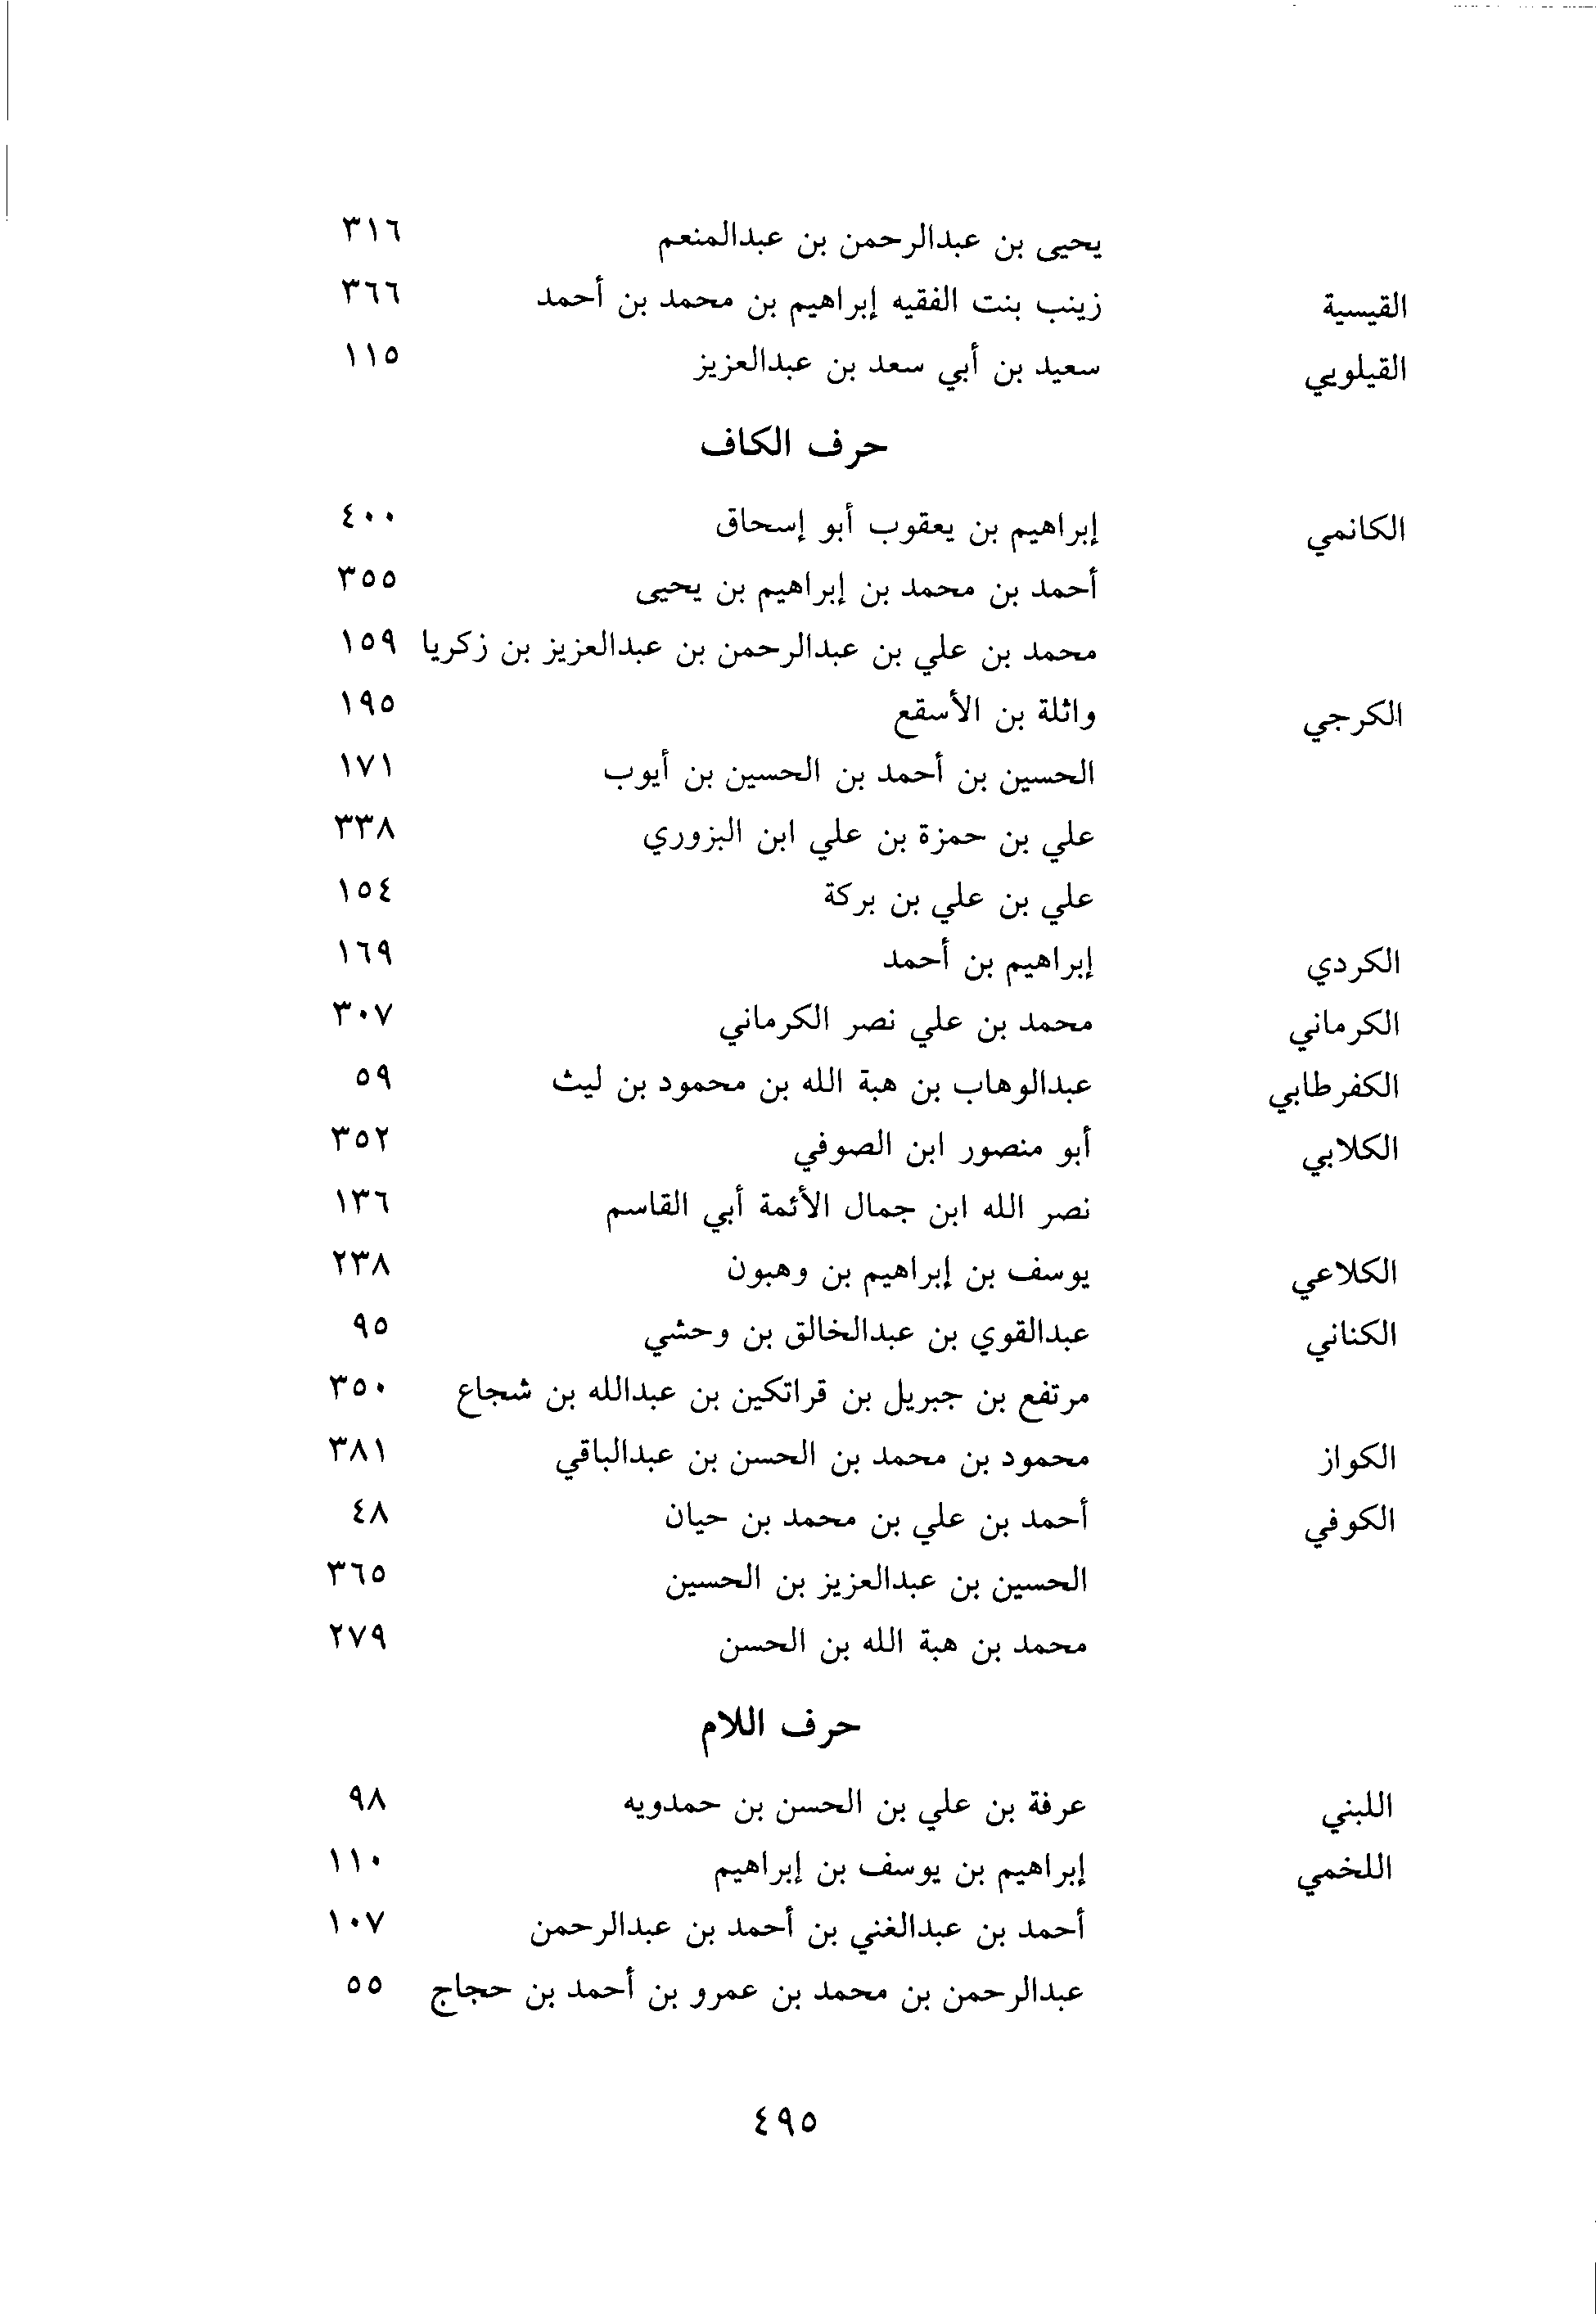 يحيى بن عبدالرحمن بن عبدالمنعم ٣١٦
القيسية زينب بنت الفقيه إبراهيم بن محمد بن أحمد ٣٦٦
القيلويي سعيد بن أبي سعد بن عبدالعزيز ١١٥
حرف الكاف
الكانمي إبراهيم بن يعقوب أبو إسحاق ٤٠٠
أحمد بن محمد بن إبراهيم بن يحيى ٣٥٥
محمد بن علي بن عبدالرحمن بن عبدالعزيز بن زكريا ١٥٩
الكرجي واثلة بن الأسقع ١٩٥
الحسين بن أحمد بن الحسين بن أيوب ١٧١
علي بن حمزة بن علي ابن البزوري ٣٣٨
علي بن علي بن بركة ١٥٤
الكردي إبراهيم بن أحمد ١٦٩
الكرماني محمد بن علي نصر الكرماني ٣٠٧
الكفرطابي عبدالوهاب بن هبة الله بن محمود بن ليث ٥٩
الكلابي أبو منصور ابن الصوفي ٣٥٢
نصر الله ابن جمال الأئمة أبي القاسم ١٣٦
الكلاعي يوسف بن إبراهيم بن وهبون ٢٣٨
الكناني عبدالقوي بن عبدالخالق بن وحشي ٩٥
مرتفع بن جبريل بن قراتكين بن عبدالله بن شجاع ٣٥٠
الكواز محمود بن محمد بن الحسن بن عبدالباقي ٣٨١
الكوفي أحمد بن علي بن محمد بن حيان ٤٨
الحسين بن عبدالعزيز بن الحسين ٣٦٥
محمد بن هبة الله بن الحسن ٢٧٩
حرف اللام
اللبني عرفة بن علي بن الحسن بن حمدويه ٩٨
اللخمي إبراهيم بن يوسف بن إبراهيم ١١٠
أحمد بن عبدالغني بن أحمد بن عبدالرحمن ١٠٧
عبدالرحمن بن محمد بن عمرو بن أحمد بن حجاج ٥٥
٤٩٥